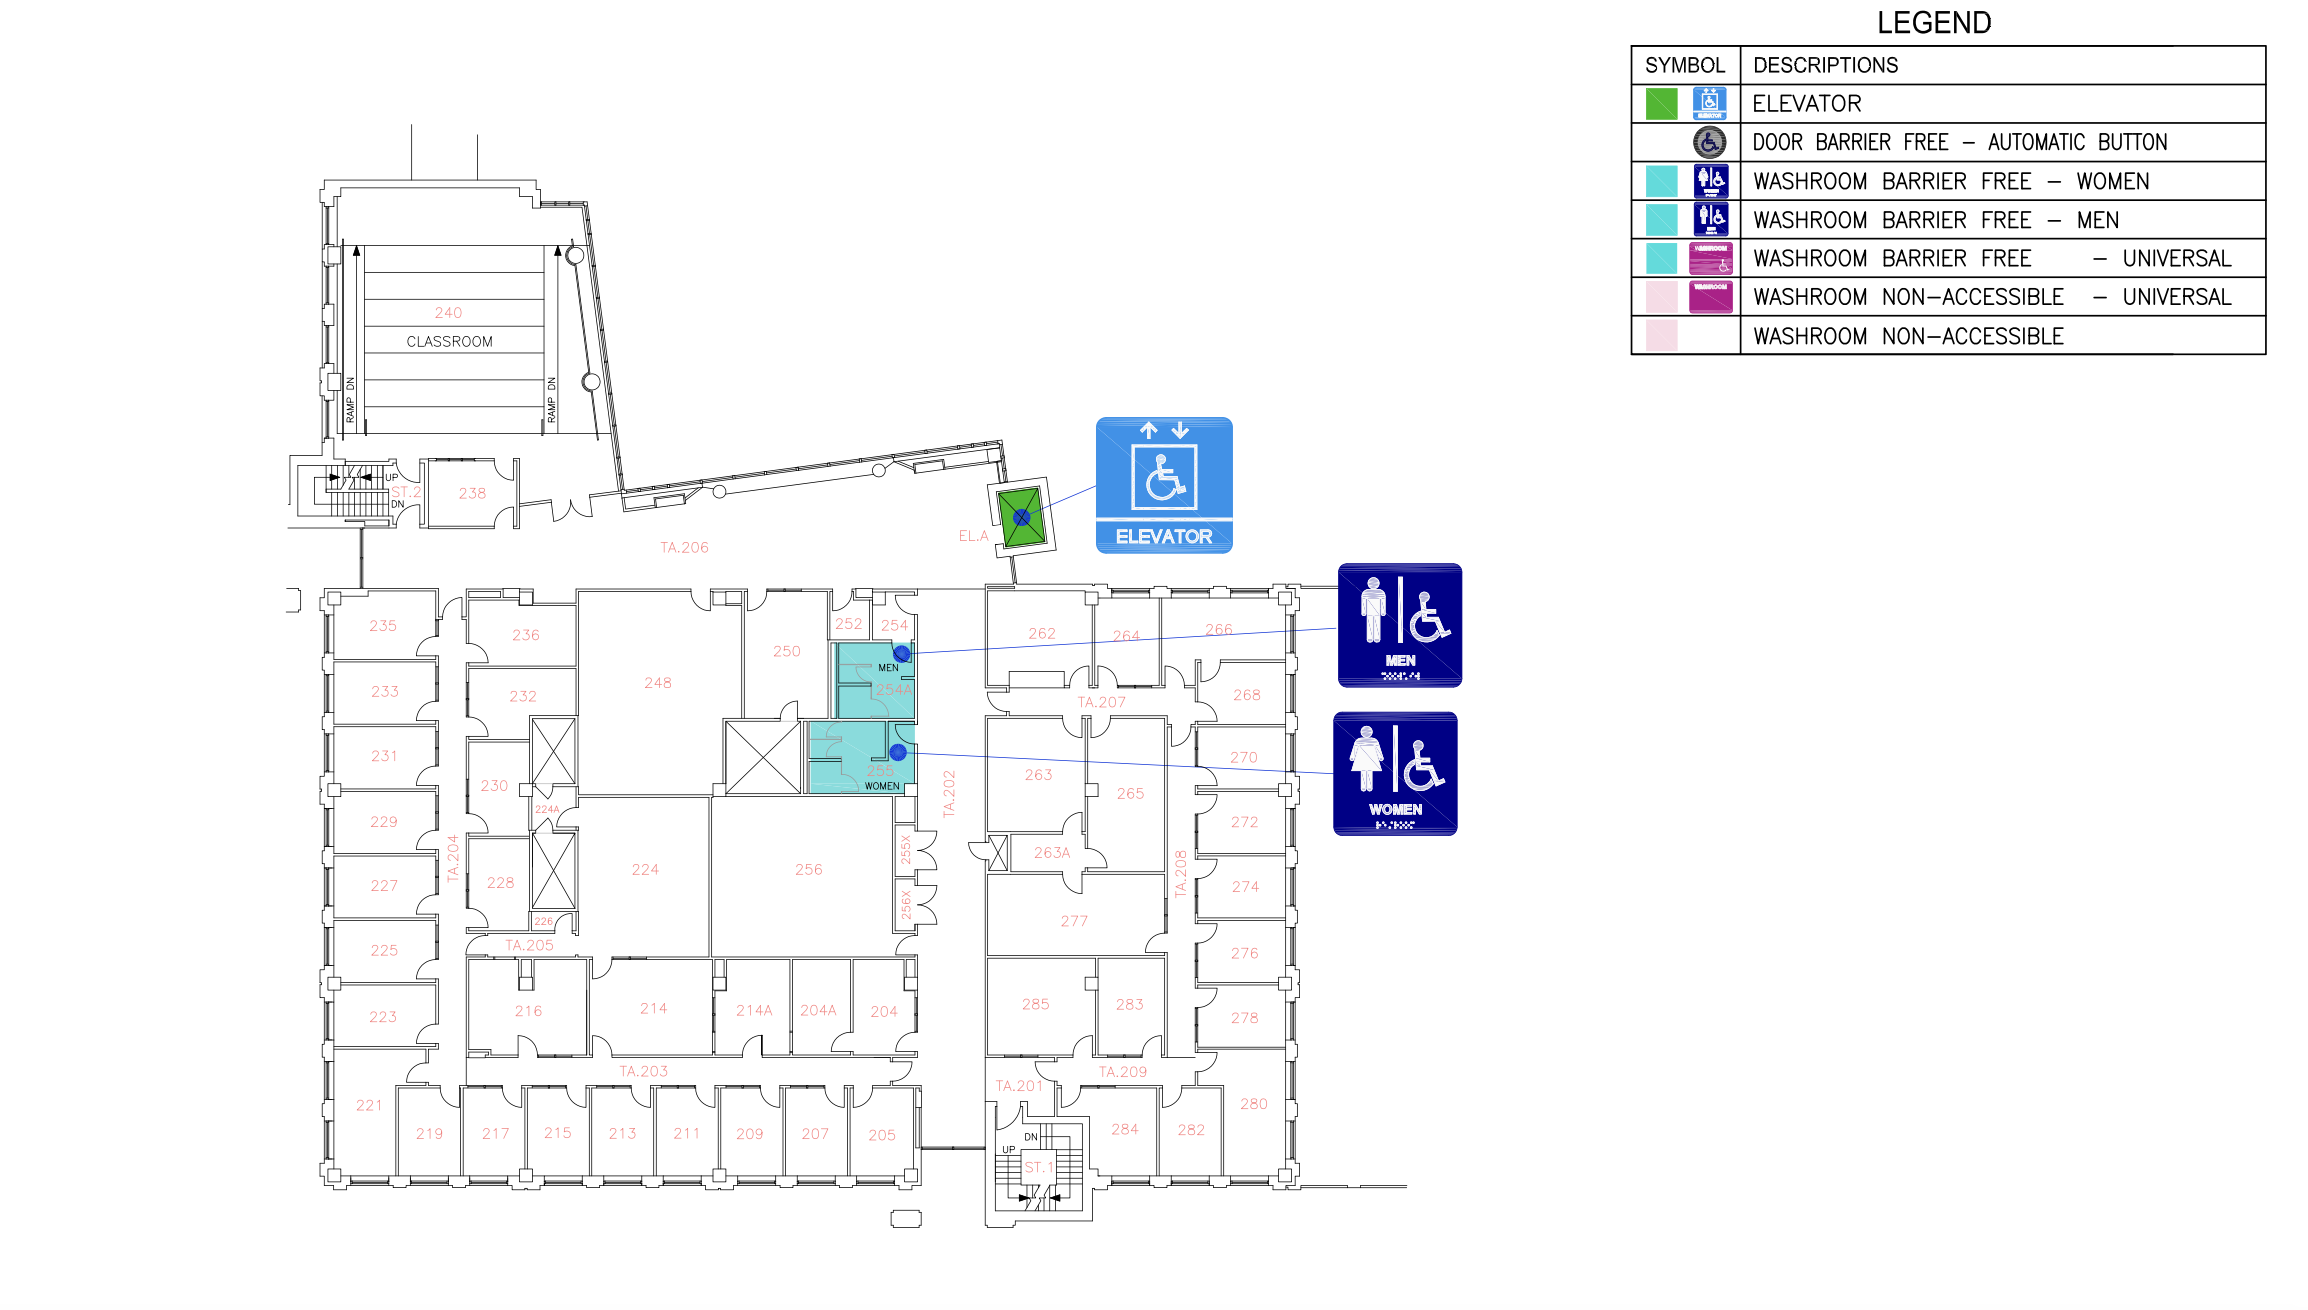 LEGEND
SYMBOL DESCRIPTIONS
ELEVATOR ELEVATOR
DOOR BARRIER FREE - AUTOMATIC BUTTON
WASHROOM BARRIER FREE - WOMEN
WASHROOM BARRIER FREE - MEN
WASHROOM WASHROOM BARRIER FREE - UNIVERSAL
WASHROOM WASHROOM NON-ACCESSIBLE - UNIVERSAL
WASHROOM NON-ACCESSIBLE
240
CLASSROOM
RAMP DN
RAMP DN
UP
ST.2
DN
238
TA.206
EL.A
ELEVATOR
MEN
WOMEN
235
236
248
250
252
254
MEN
254A
262
264
266
233
232
TA.207
268
231
230
224A
255
WOMEN
TA.202
263
265
270
229
TA.204
228
224
256
255X
256X
263A
TA.208
272
227
226
274
225
TA.205
277
276
223
216
214
214A
204A
204
285
283
278
TA.203
TA.201
TA.209
221
219
217
215
213
211
209
207
205
DN
UP
ST.1
284
282
280